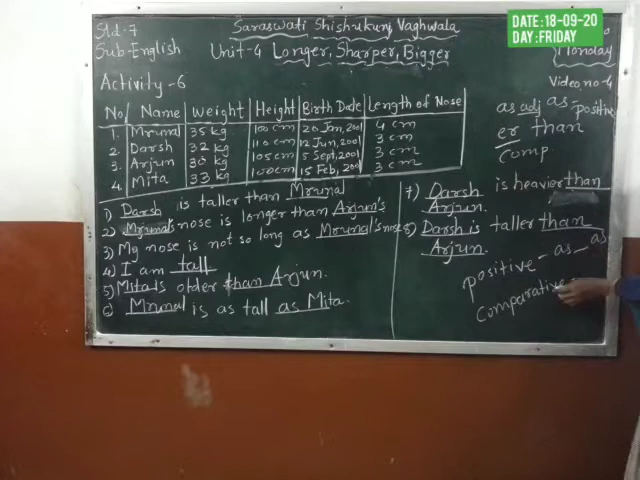 Std-7
Saraswati Shishukunj, Vaghwala
DATE:18-09-20
DAY:FRIDAY
Sub-English
Unit-4 Longer, Sharper, Bigger
Monday
Activity-6
Video no-4
No/ Name Weight Height Birth Date Length of Nose
1. Mrunal 35 kg 100 cm 20 Jan, 2001 4 cm
2. Darsh 32 kg 110 cm 12 Jun, 2001 3 cm
3. Arjun 30 kg 105 cm 5 Sept, 2001 3 cm
4. Mita 33 kg 100 cm 15 Feb, 2001 3 cm
1) Darsh is taller than Mrunal
2) Mrunal's nose is longer than Arjun's
3) My nose is not so long as Mrunal's nose
4) I am tall
5) Mita is older than Arjun.
6) Mrunal is as tall as Mita.
as adj as-positive
er than
comp.
7) Darsh is heavier than
Arjun.
8) Darsh is taller than
Arjun.
positive - as - as
comparative